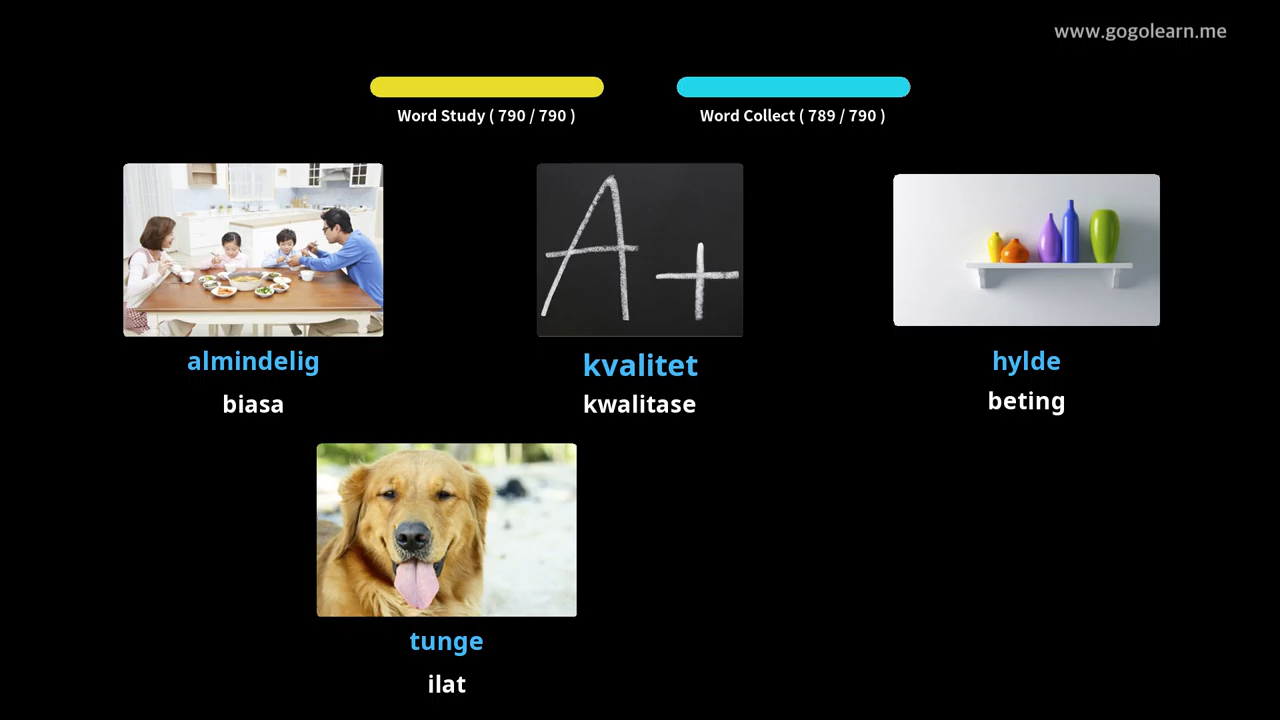 www.gogolearn.me
Word Study ( 790 / 790 )
Word Collect ( 789 / 790 )
A+
almindelig
biasa
kvalitet
kwalitase
hylde
beting
tunge
ilat